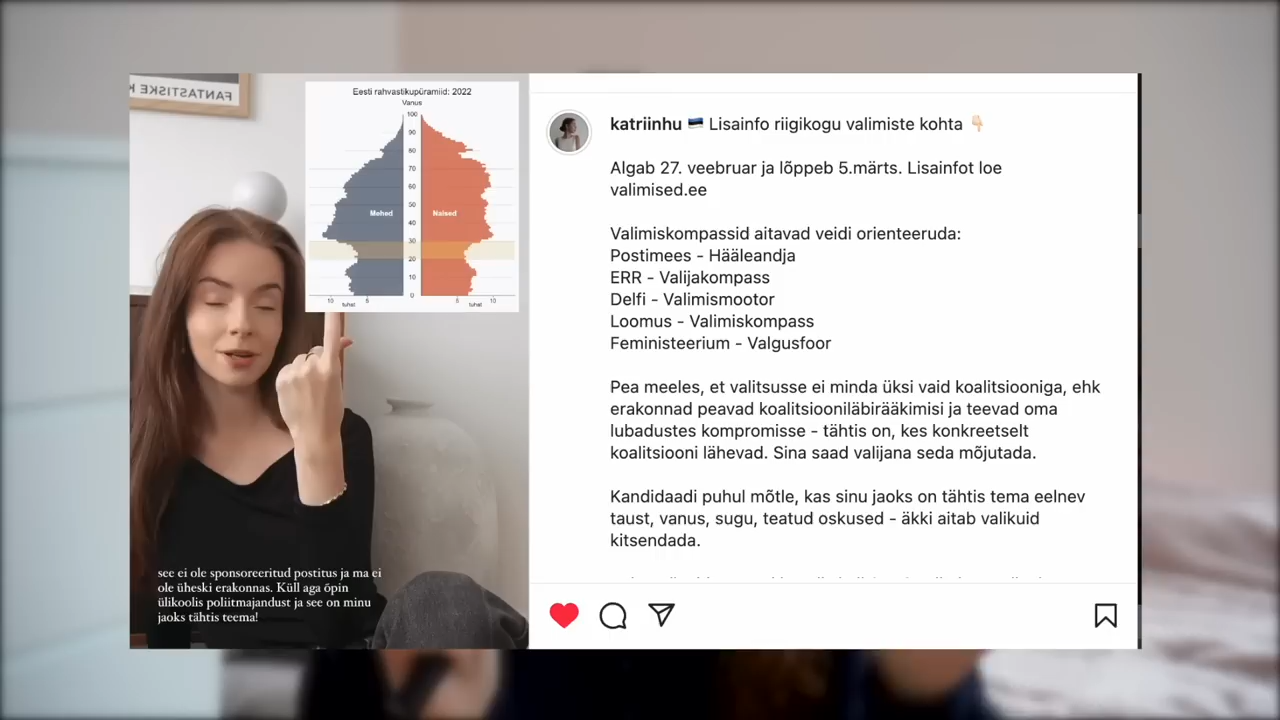 FANTASTISKE
Eesti rahvastikupüramiid: 2022
Vanus
100
90
80
70
60
50
40
30
20
10
0
Mehed
Naised
10
5
5
10
tuhat
tuhat
see ei ole sponsoreeritud postitus ja ma ei
ole üheski erakonnas. Küll aga õpin
ülikoolis poliitmajandust ja see on minu
jaoks tähtis teema!
katriinhu 🇪🇪 Lisainfo riigikogu valimiste kohta 👇🏻
Algab 27. veebruar ja lõppeb 5.märts. Lisainfot loe
valimised.ee
Valimiskompassid aitavad veidi orienteeruda:
Postimees - Hääleandja
ERR - Valijakompass
Delfi - Valimismootor
Loomus - Valimiskompass
Feministeerium - Valgusfoor
Pea meeles, et valitsusse ei minda üksi vaid koalitsiooniga, ehk
erakonnad peavad koalitsiooniläbirääkimisi ja teevad oma
lubadustes kompromisse - tähtis on, kes konkreetselt
koalitsiooni lähevad. Sina saad valijana seda mõjutada.
Kandidaadi puhul mõtle, kas sinu jaoks on tähtis tema eelnev
taust, vanus, sugu, teatud oskused - äkki aitab valikuid
kitsendada.